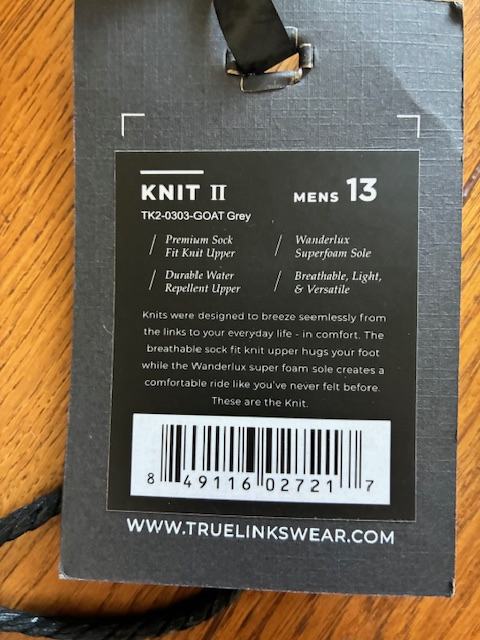 KNIT II MENS 13
TK2-0303-GOAT Grey
/ Premium Sock
Fit Knit Upper
/ Wanderlux
Superfoam Sole
/ Durable Water
Repellent Upper
/ Breathable, Light,
& Versatile
Knits were designed to breeze seemlessly from
the links to your everyday life - in comfort. The
breathable sock fit knit upper hugs your foot
while the Wanderlux super foam sole creates a
comfortable ride like you've never felt before.
These are the Knit.
8 49116 02721 7
WWW.TRUELINKSWEAR.COM